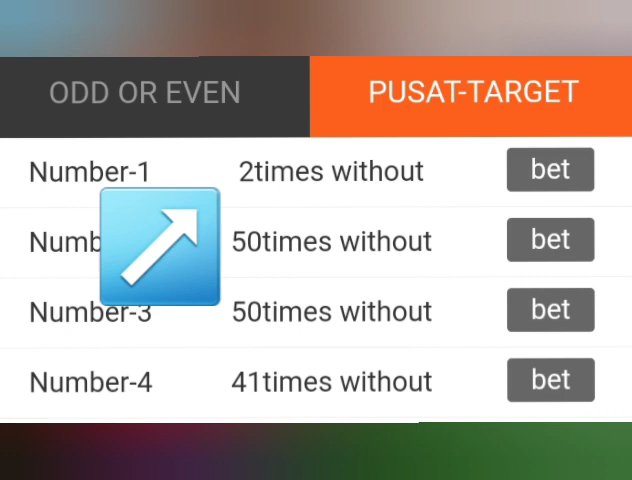 ODD OR EVEN PUSAT-TARGET
Number-1 2times without bet
Numb 50times without bet
Number-3 50times without bet
Number-4 41times without bet